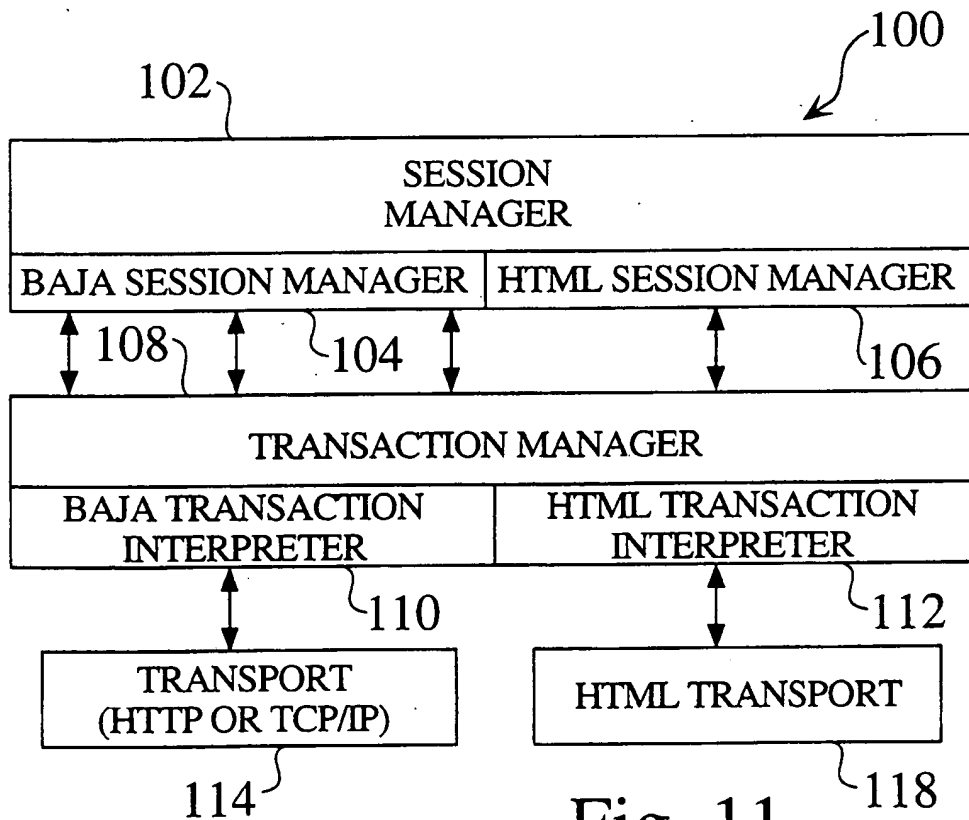 100
102
SESSION
MANAGER
BAJA SESSION MANAGER
HTML SESSION MANAGER
108
104
106
TRANSACTION MANAGER
BAJA TRANSACTION
INTERPRETER
HTML TRANSACTION
INTERPRETER
110
112
TRANSPORT
(HTTP OR TCP/IP)
HTML TRANSPORT
114
118
Fig. 11